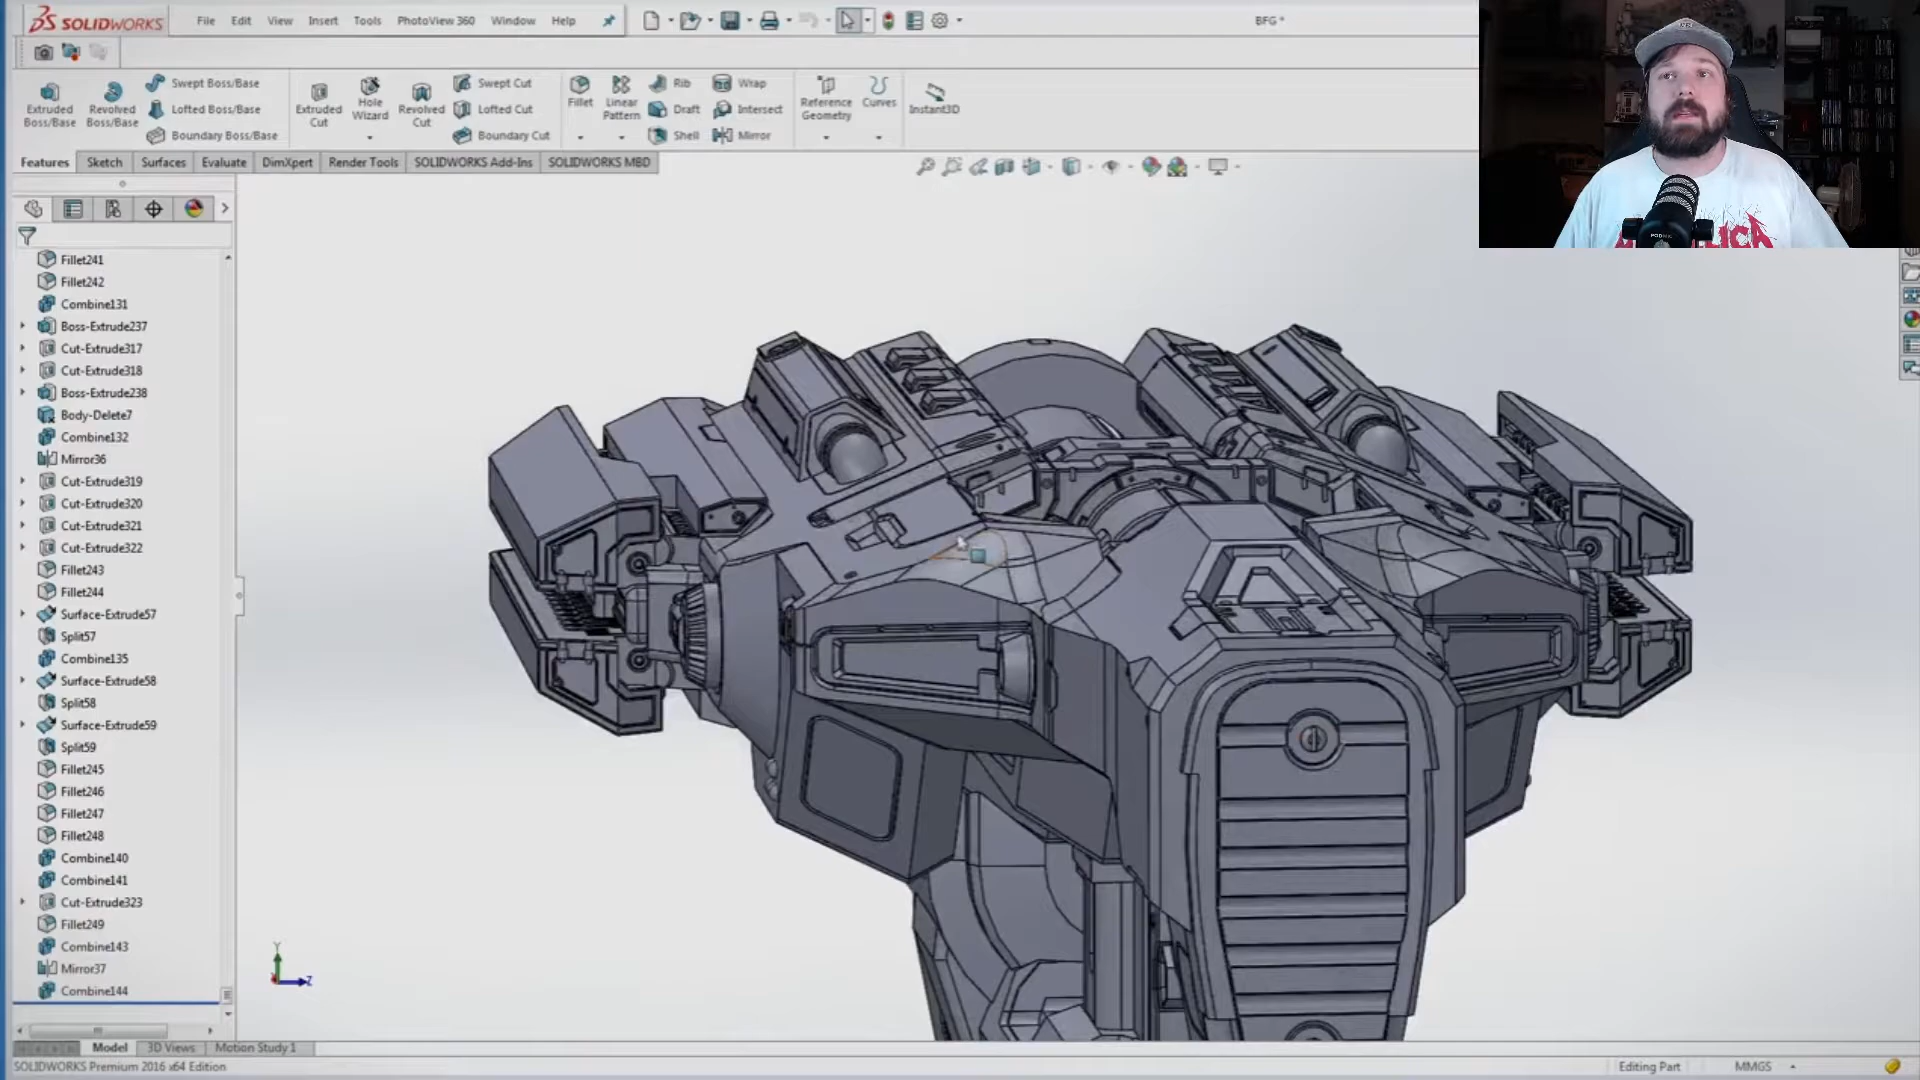 SOLIDWORKS
File Edit View Insert Tools PhotoView 360 Window Help
BFG *
Extruded Boss/Base
Revolved Boss/Base
Swept Boss/Base
Lofted Boss/Base
Boundary Boss/Base
Extruded Cut
Hole Wizard
Revolved Cut
Swept Cut
Lofted Cut
Boundary Cut
Fillet
Linear Pattern
Rib
Draft
Shell
Wrap
Intersect
Mirror
Reference Geometry
Curves
Instant3D
Features Sketch Surfaces Evaluate DimXpert Render Tools SOLIDWORKS Add-Ins SOLIDWORKS MBD
Fillet241
Fillet242
Combine131
Boss-Extrude237
Cut-Extrude317
Cut-Extrude318
Boss-Extrude238
Body-Delete7
Combine132
Mirror36
Cut-Extrude319
Cut-Extrude320
Cut-Extrude321
Cut-Extrude322
Fillet243
Fillet244
Surface-Extrude57
Split57
Combine135
Surface-Extrude58
Split58
Surface-Extrude59
Split59
Fillet245
Fillet246
Fillet247
Fillet248
Combine140
Combine141
Cut-Extrude323
Fillet249
Combine143
Mirror37
Combine144
Y
Z
Model 3D Views Motion Study 1
SOLIDWORKS Premium 2016 x64 Edition
Editing Part
MMGS